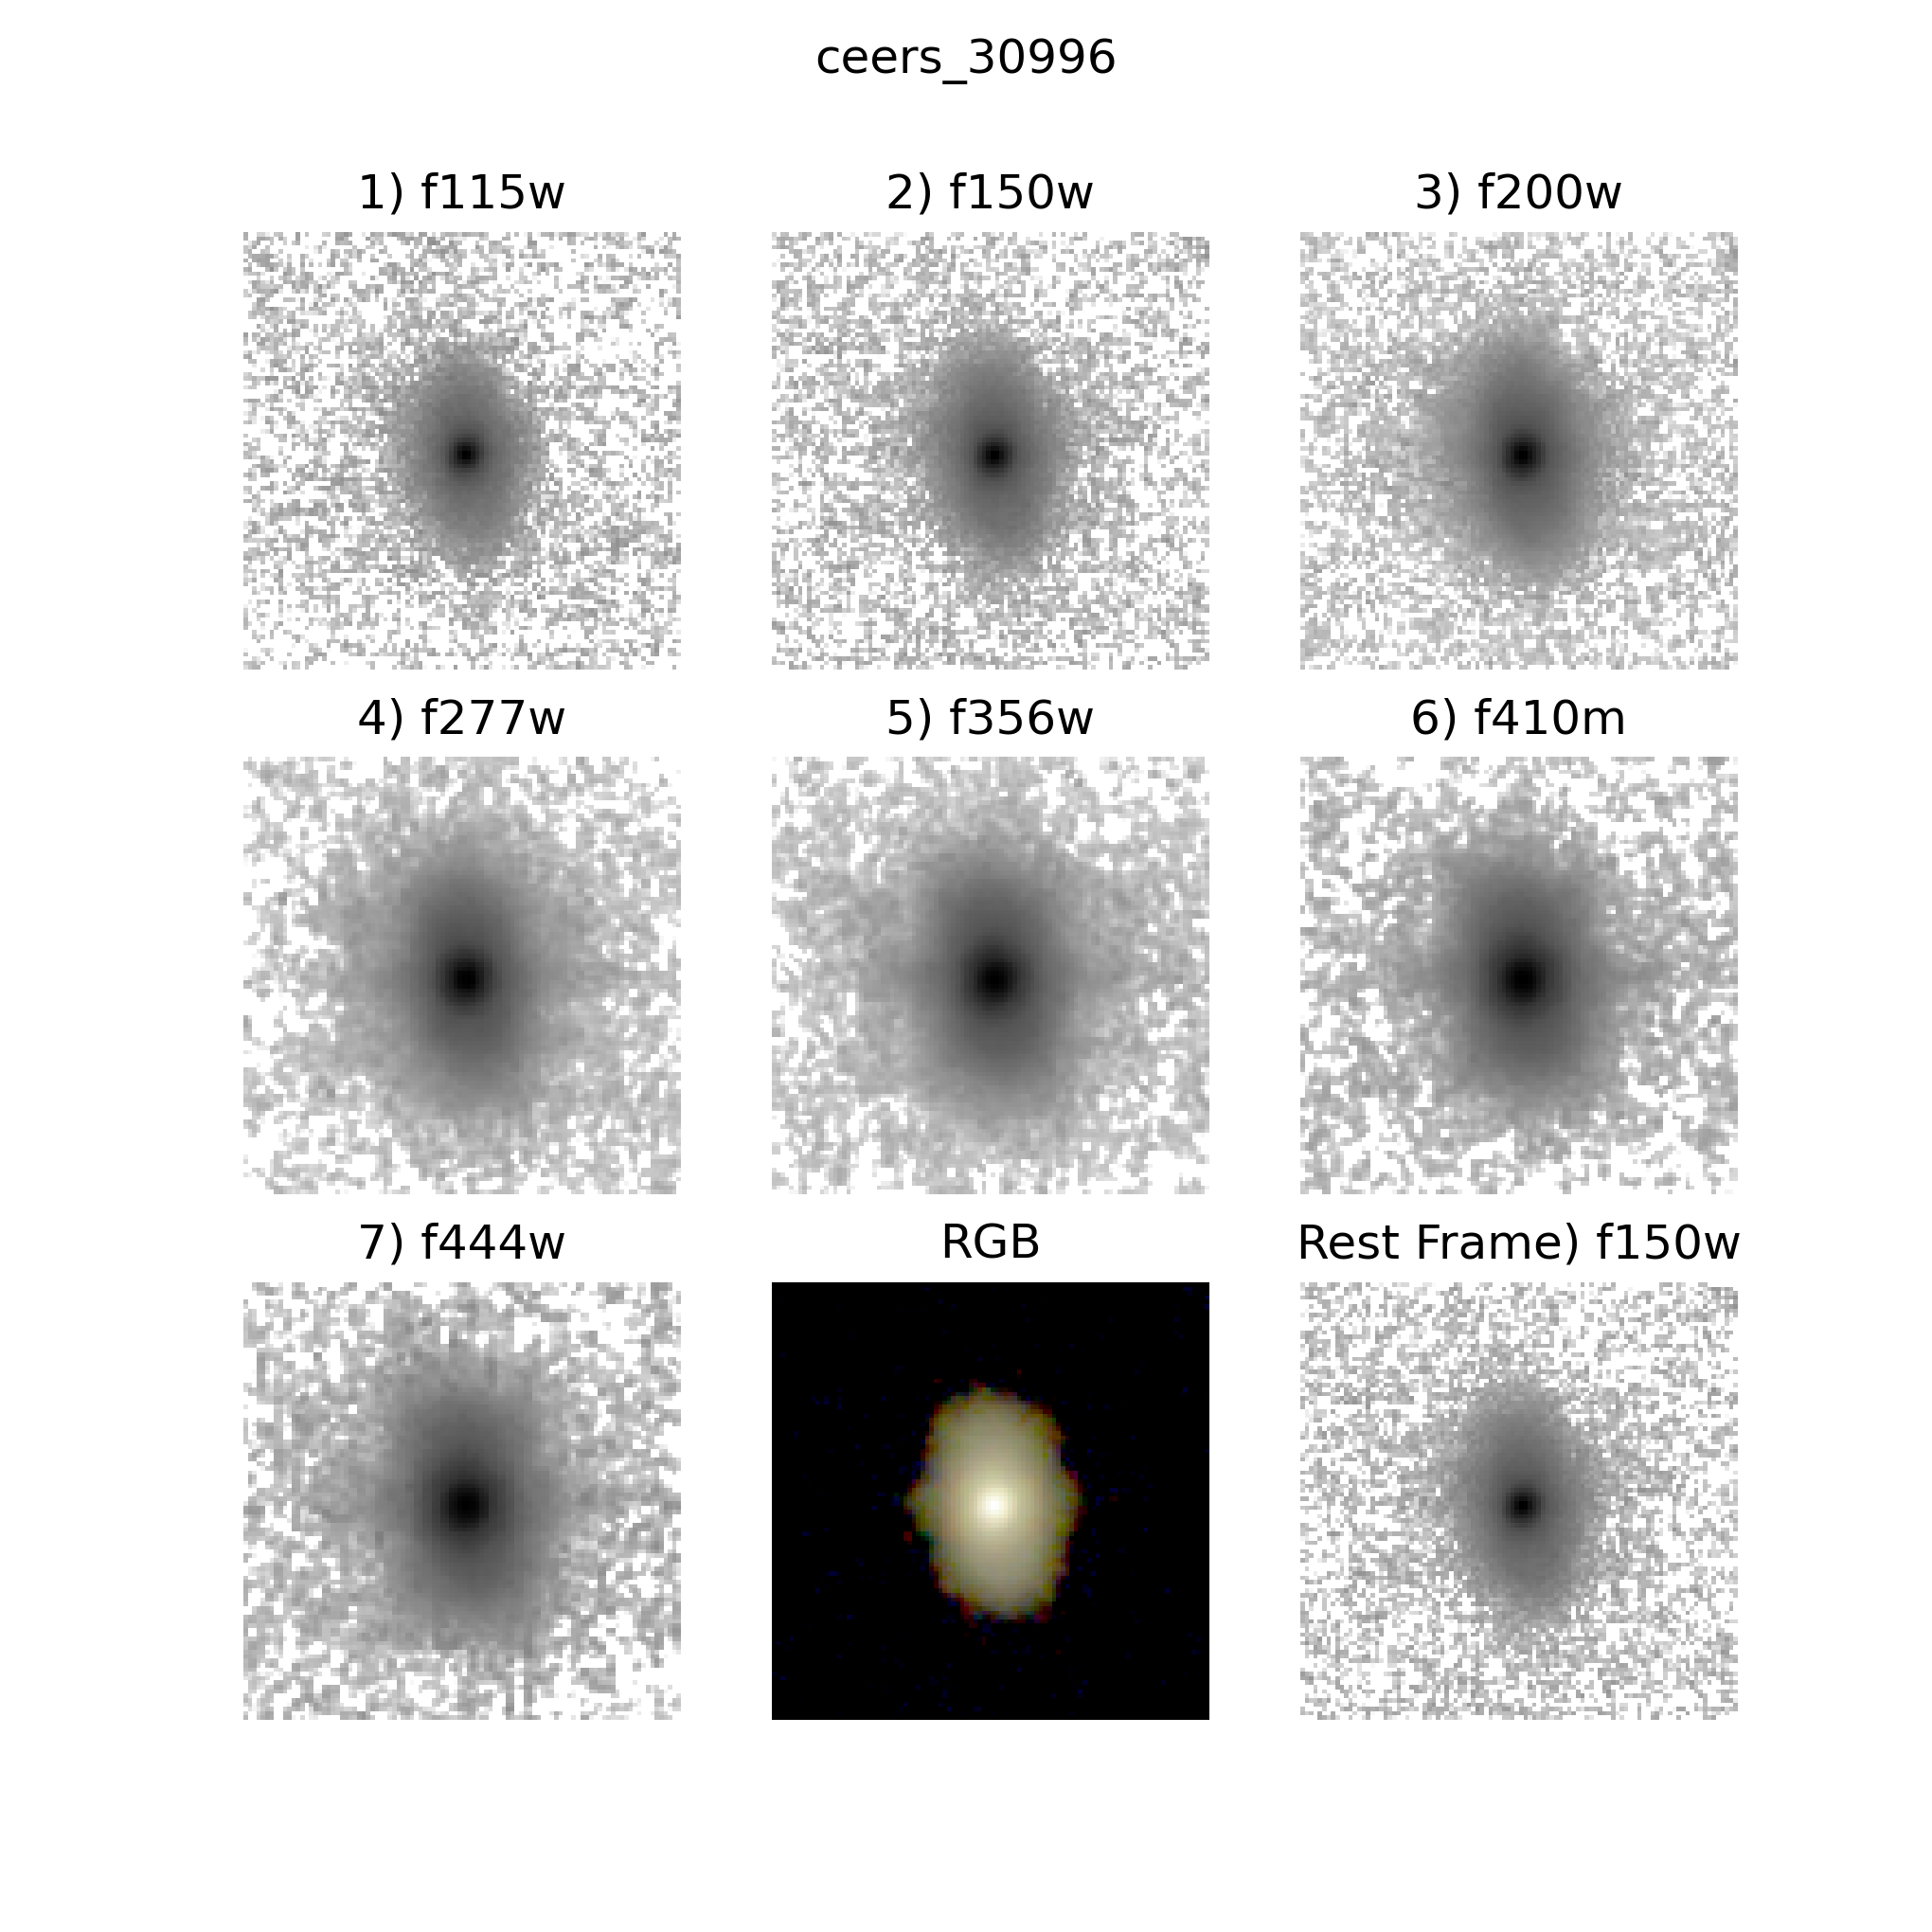 ceers_30996
1) f115w
2) f150w
3) f200w
4) f277w
5) f356w
6) f410m
7) f444w
RGB
Rest Frame) f150w